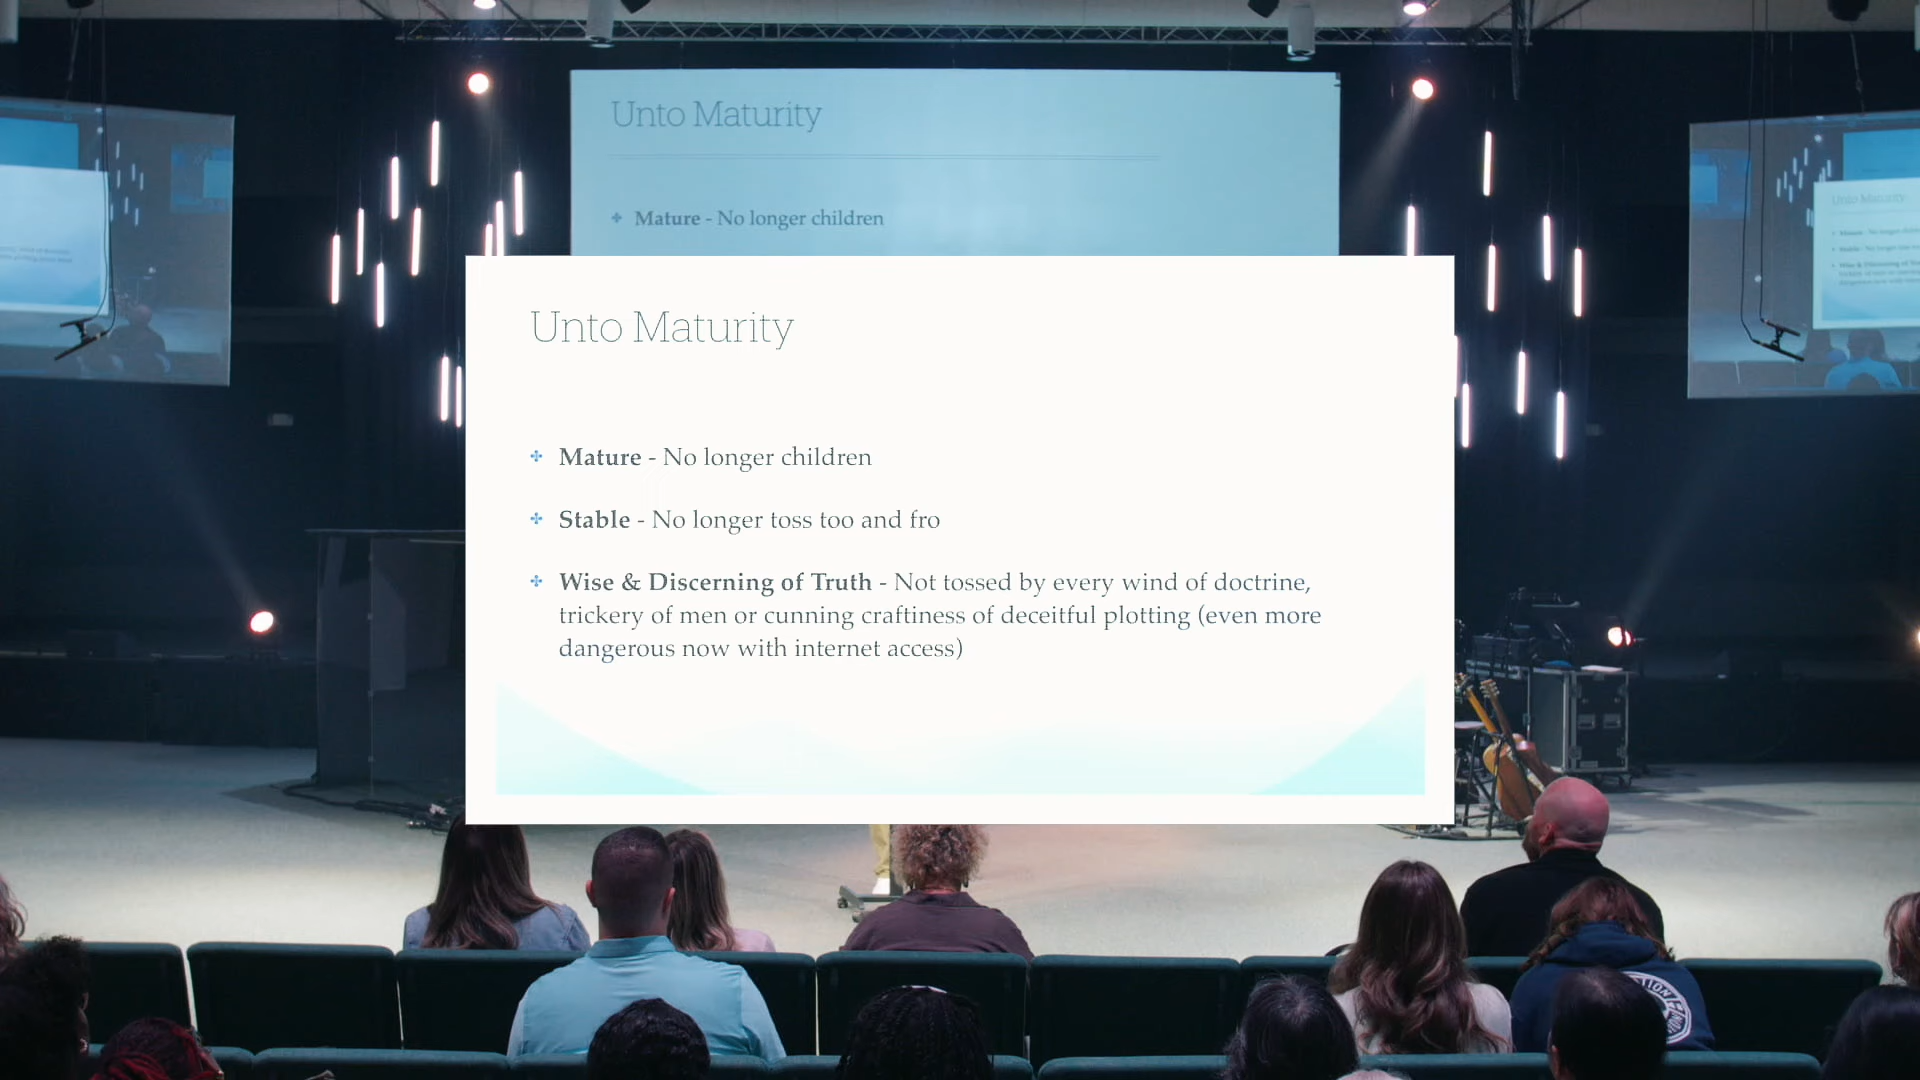 Unto Maturity
Mature - No longer children
Unto Maturity
Mature - No longer children
Stable - No longer toss too and fro
Wise & Discerning of Truth - Not tossed by every wind of doctrine,
trickery of men or cunning craftiness of deceitful plotting (even more
dangerous now with internet access)
Unto Maturity